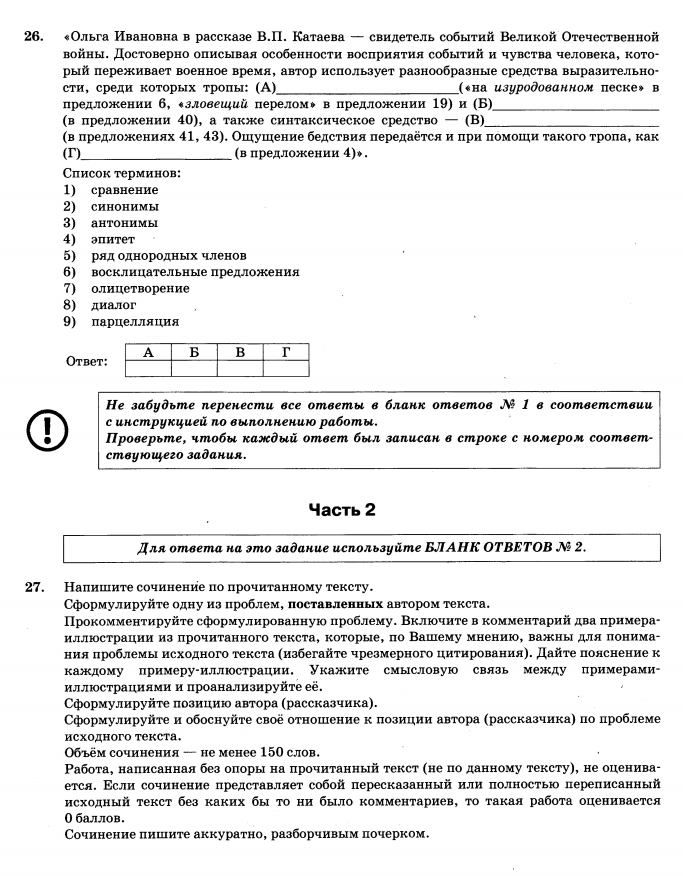 26. «Ольга Ивановна в рассказе В.П. Катаева — свидетель событий Великой Отечественной
войны. Достоверно описывая особенности восприятия событий и чувства человека, кото-
рый переживает военное время, автор использует разнообразные средства выразительно-
сти, среди которых тропы: (А)__________ («на изуродованном песке» в
предложении 6, «зловещий перелом» в предложении 19) и (Б)__________
(в предложении 40), а также синтаксическое средство — (В)__________
(в предложениях 41, 43). Ощущение бедствия передаётся и при помощи такого тропа, как
(Г)__________ (в предложении 4)».
Список терминов:
1) сравнение
2) синонимы
3) антонимы
4) эпитет
5) ряд однородных членов
6) восклицательные предложения
7) олицетворение
8) диалог
9) парцелляция
Ответ:
А Б В Г
!
Не забудьте перенести все ответы в бланк ответов № 1 в соответствии
с инструкцией по выполнению работы.
Проверьте, чтобы каждый ответ был записан в строке с номером соответ-
ствующего задания.
Часть 2
Для ответа на это задание используйте БЛАНК ОТВЕТОВ № 2.
27. Напишите сочинение по прочитанному тексту.
Сформулируйте одну из проблем, поставленных автором текста.
Прокомментируйте сформулированную проблему. Включите в комментарий два примера-
иллюстрации из прочитанного текста, которые, по Вашему мнению, важны для понима-
ния проблемы исходного текста (избегайте чрезмерного цитирования). Дайте пояснение к
каждому примеру-иллюстрации. Укажите смысловую связь между примерами-
иллюстрациями и проанализируйте её.
Сформулируйте позицию автора (рассказчика).
Сформулируйте и обоснуйте своё отношение к позиции автора (рассказчика) по проблеме
исходного текста.
Объём сочинения — не менее 150 слов.
Работа, написанная без опоры на прочитанный текст (не по данному тексту), не оценива-
ется. Если сочинение представляет собой пересказанный или полностью переписанный
исходный текст без каких бы то ни было комментариев, то такая работа оценивается
0 баллов.
Сочинение пишите аккуратно, разборчивым почерком.